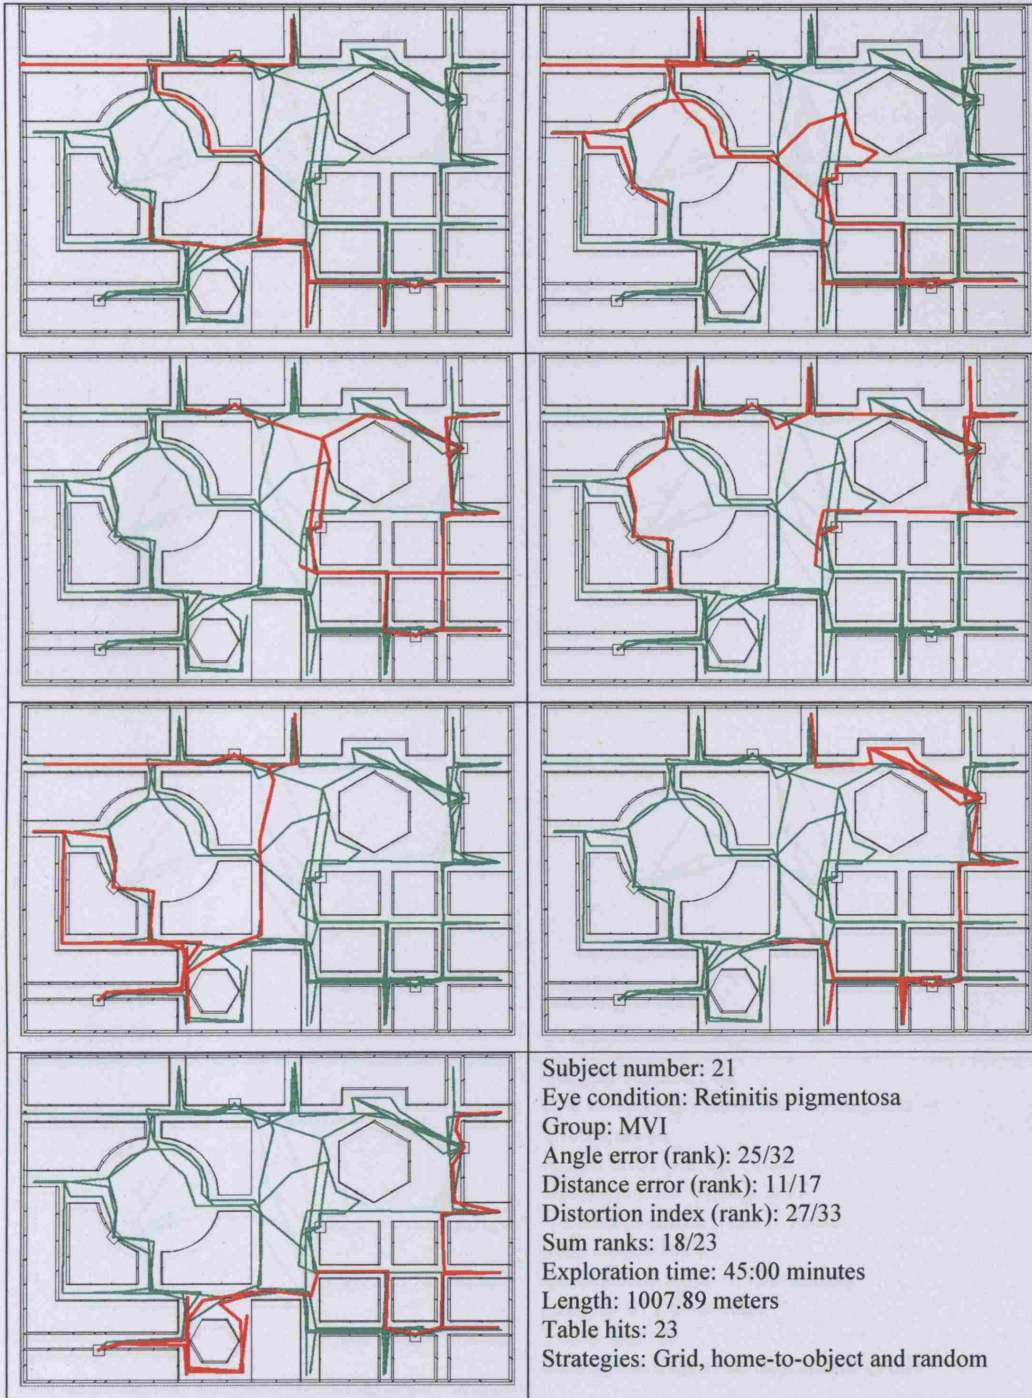 Subject number: 21
Eye condition: Retinitis pigmentosa
Group: MVI
Angle error (rank): 25/32
Distance error (rank): 11/17
Distortion index (rank): 27/33
Sum ranks: 18/23
Exploration time: 45:00 minutes
Length: 1007.89 meters
Table hits: 23
Strategies: Grid, home-to-object and random